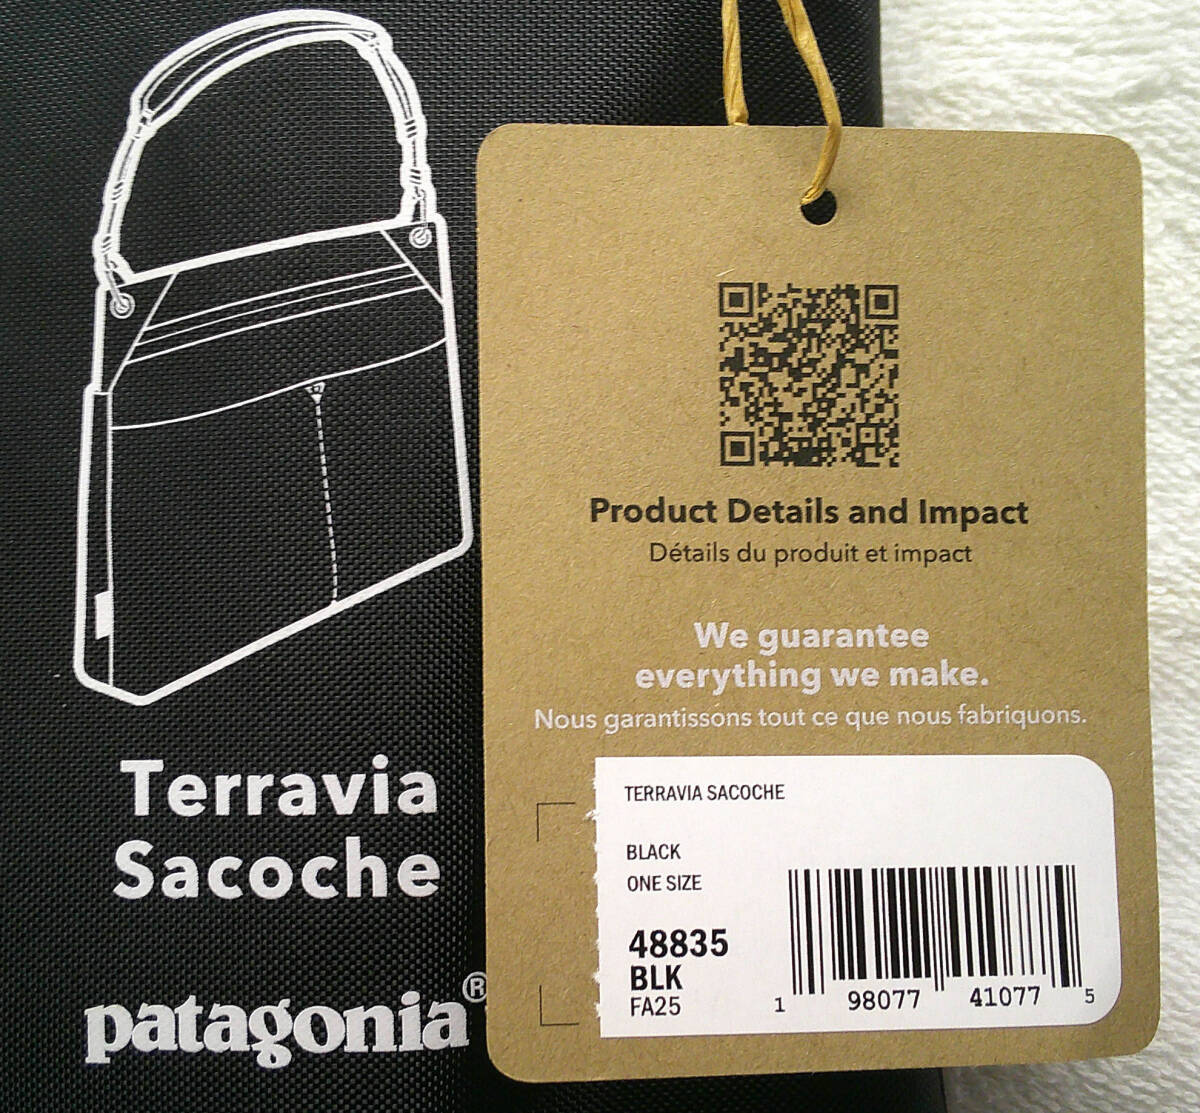 Terravia
Sacoche
patagonia®
Product Details and Impact
Détails du produit et impact
We guarantee
everything we make.
Nous garantissons tout ce que nous fabriquons.
TERRAVIA SACOCHE
BLACK
ONE SIZE
48835
BLK
FA25
1 98077 41077 5